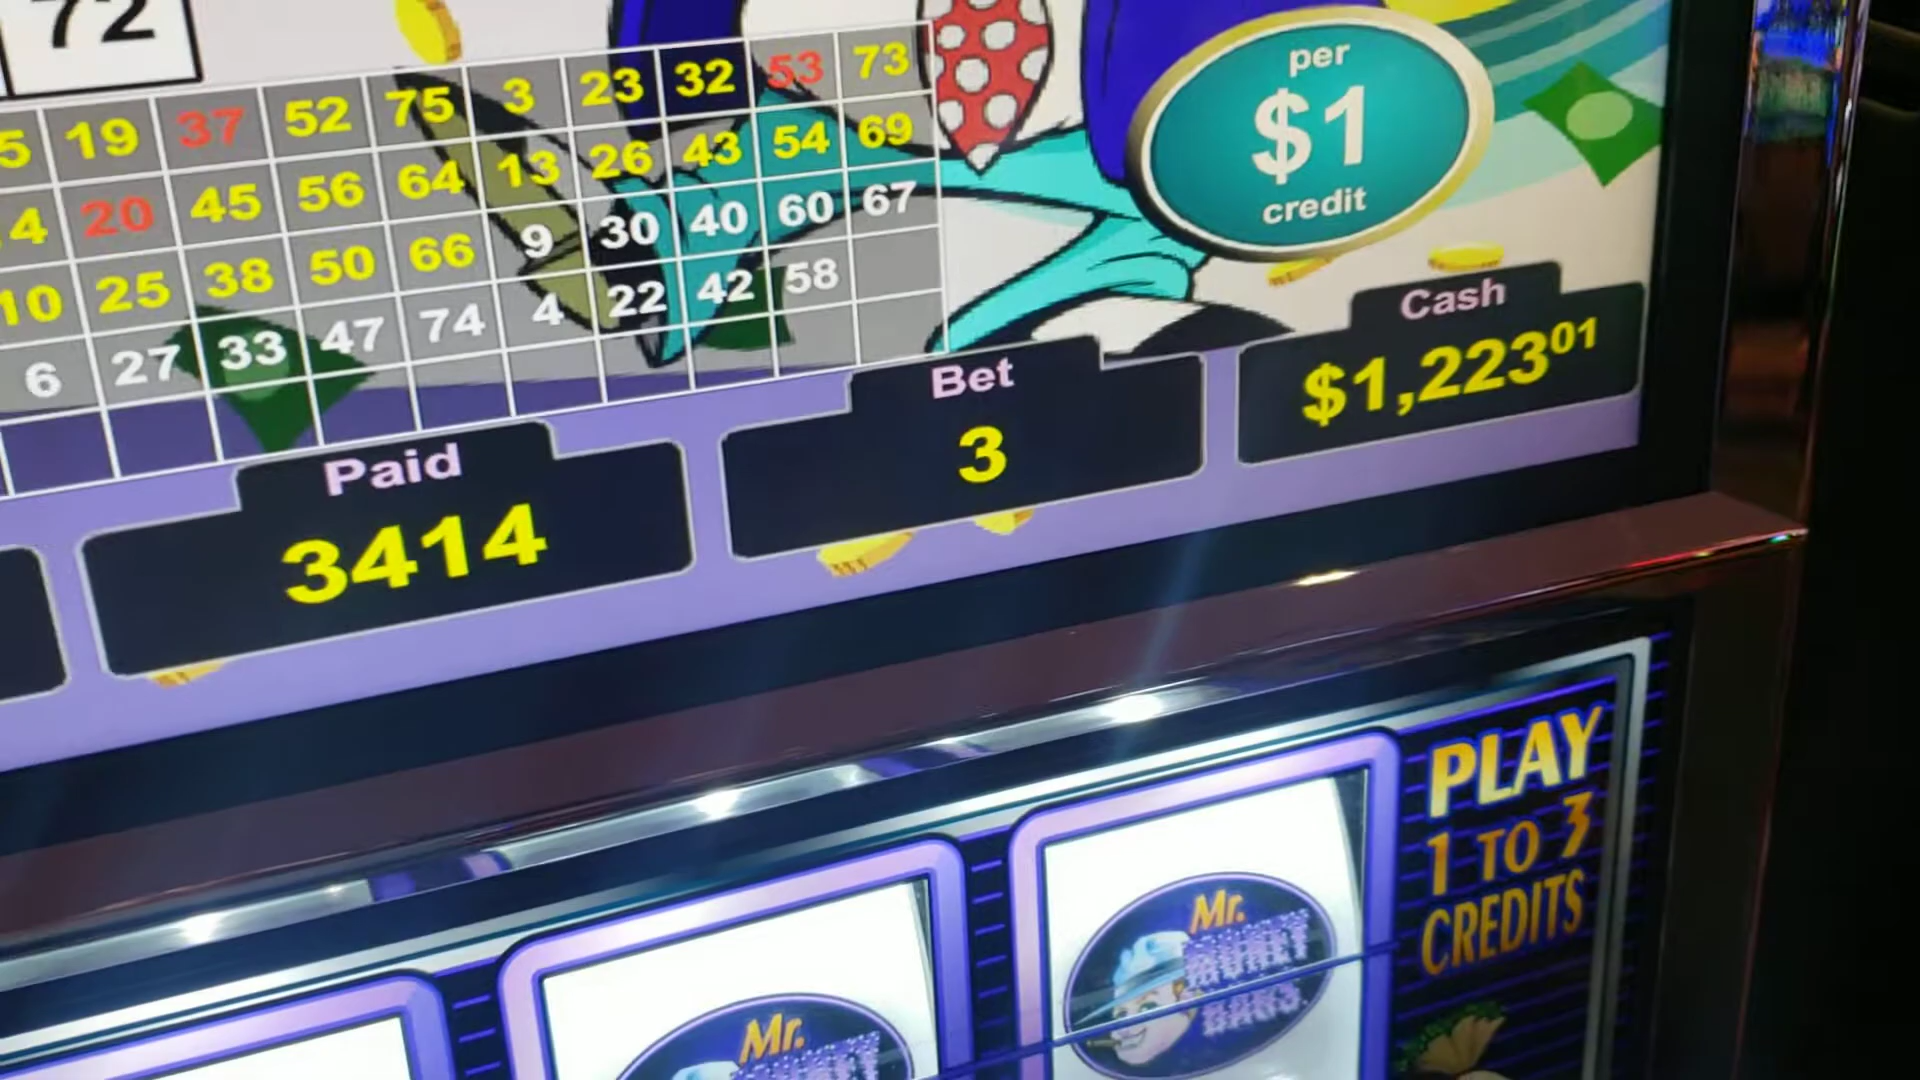 72
5 19 37 52 75 3 23 32 53 73
4 20 45 56 64 13 26 43 54 69
10 25 38 50 66 9 30 40 60 67
6 27 33 47 74 4 22 42 58
per
$1
credit
Paid
3414
Bet
3
Cash
$1,22301
PLAY
1 TO 3
CREDITS
Mr.
MONEY
BAGS
Mr.
MONEY